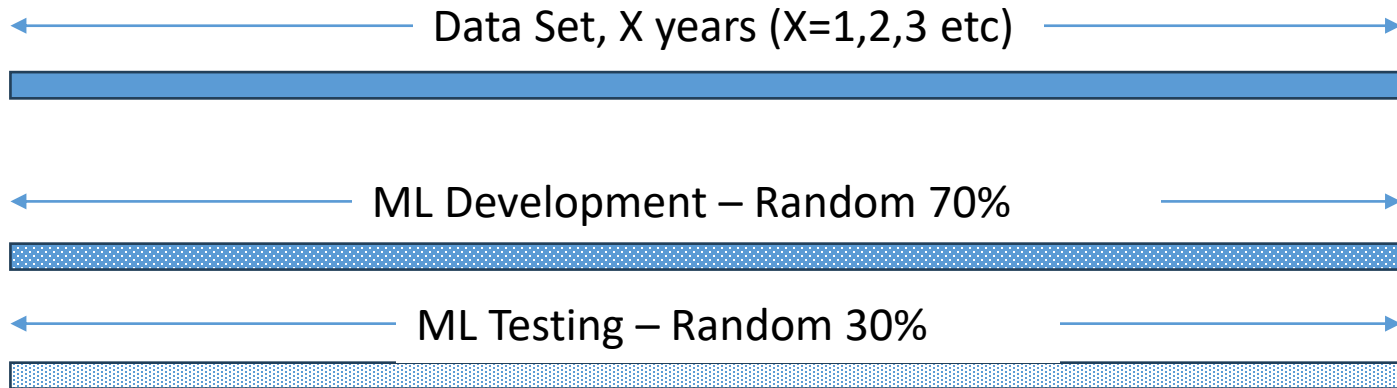 Data Set, X years (X=1,2,3 etc)
ML Development – Random 70%
ML Testing – Random 30%